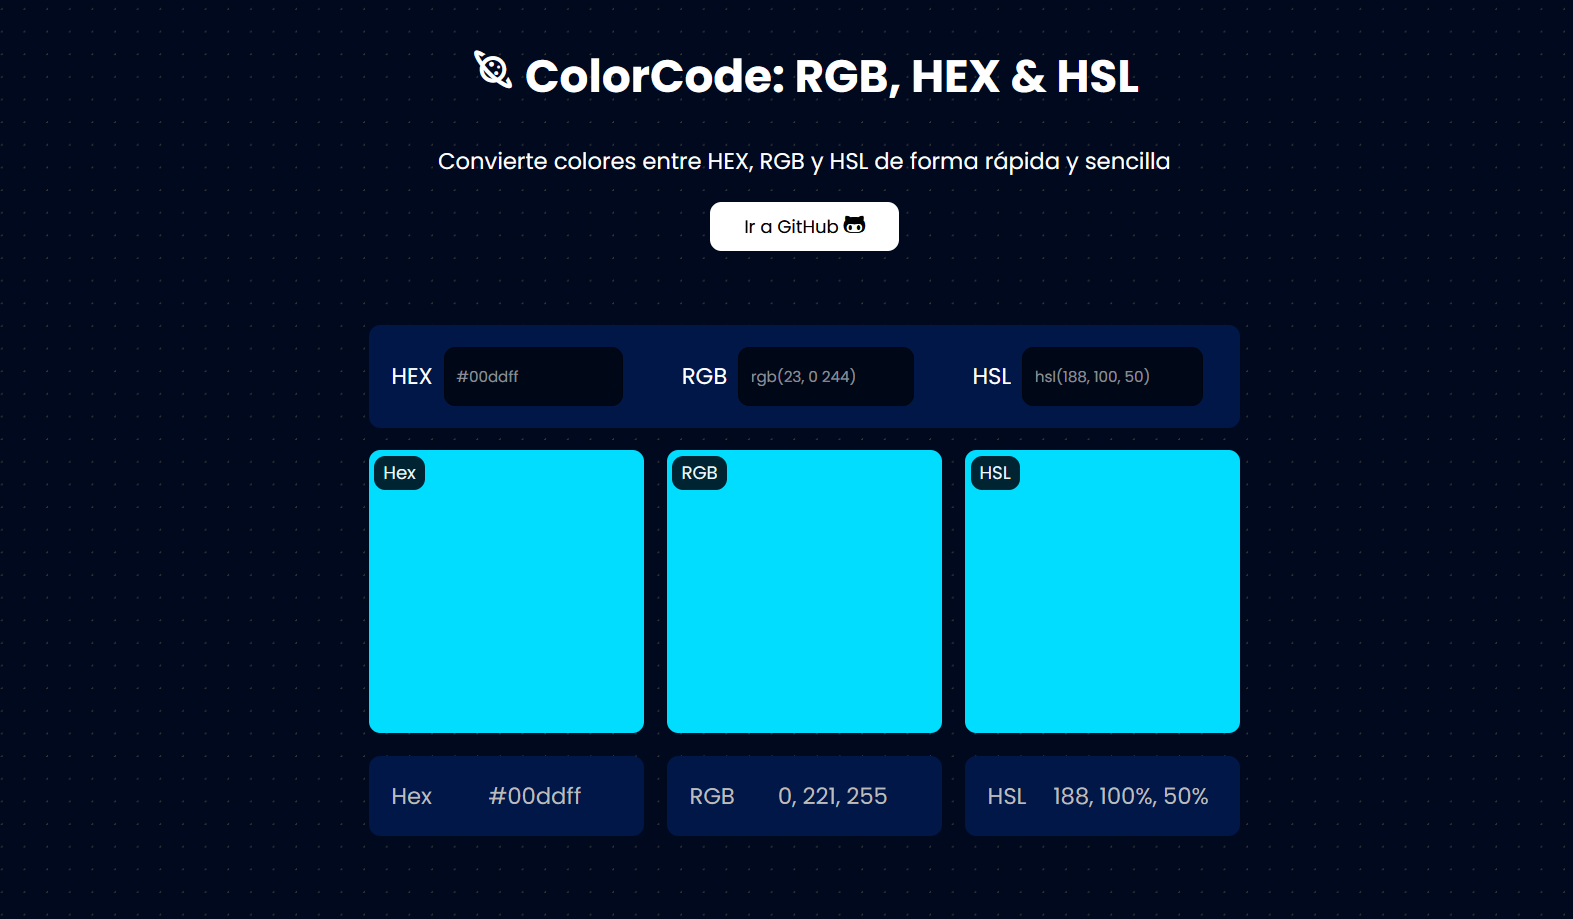 ColorCode: RGB, HEX & HSL
Convierte colores entre HEX, RGB y HSL de forma rápida y sencilla
Ir a GitHub
HEX #00ddff RGB rgb(23, 0 244) HSL hsl(188, 100, 50)
Hex RGB HSL
Hex #00ddff RGB 0, 221, 255 HSL 188, 100%, 50%